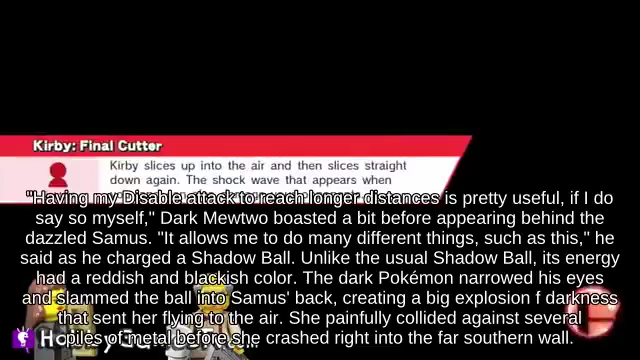 Kirby: Final Cutter
Kirby slices up into the air and then slices straight
down again. The shock wave that appears when
"Having my Disable attack to reach longer distances is pretty useful, if I do
say so myself," Dark Mewtwo boasted a bit before appearing behind the
dazzled Samus. "It allows me to do many different things, such as this," he
said as he charged a Shadow Ball. Unlike the usual Shadow Ball, its energy
had a reddish and blackish color. The dark Pokémon narrowed his eyes
and slammed the ball into Samus' back, creating a big explosion f darkness
that sent her flying to the air. She painfully collided against several
piles of metal before she crashed right into the far southern wall.